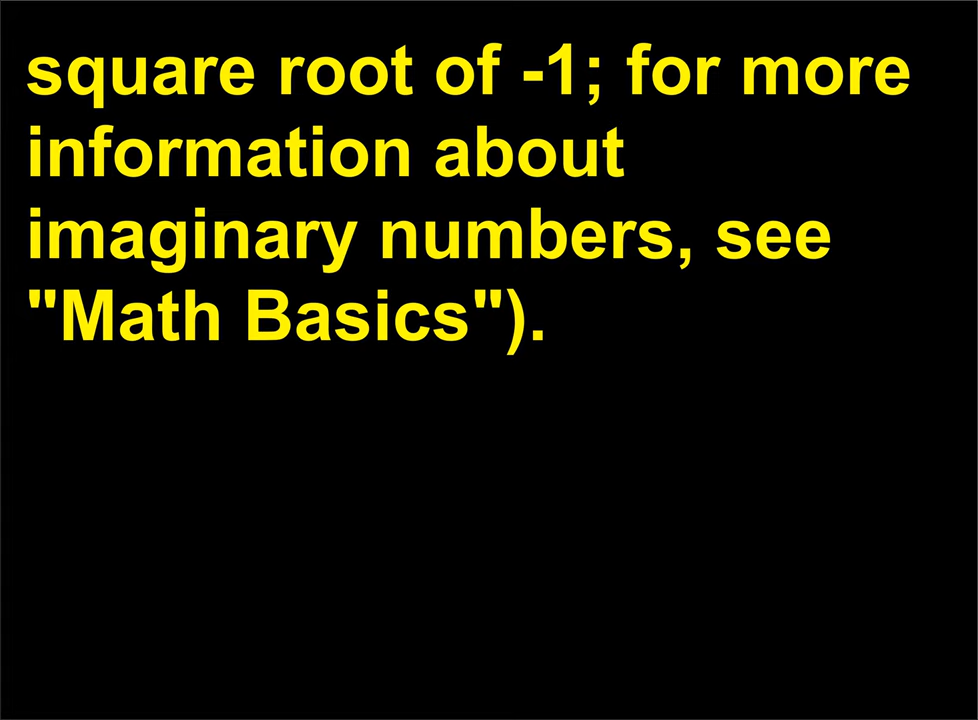 square root of -1; for more
information about
imaginary numbers, see
"Math Basics").